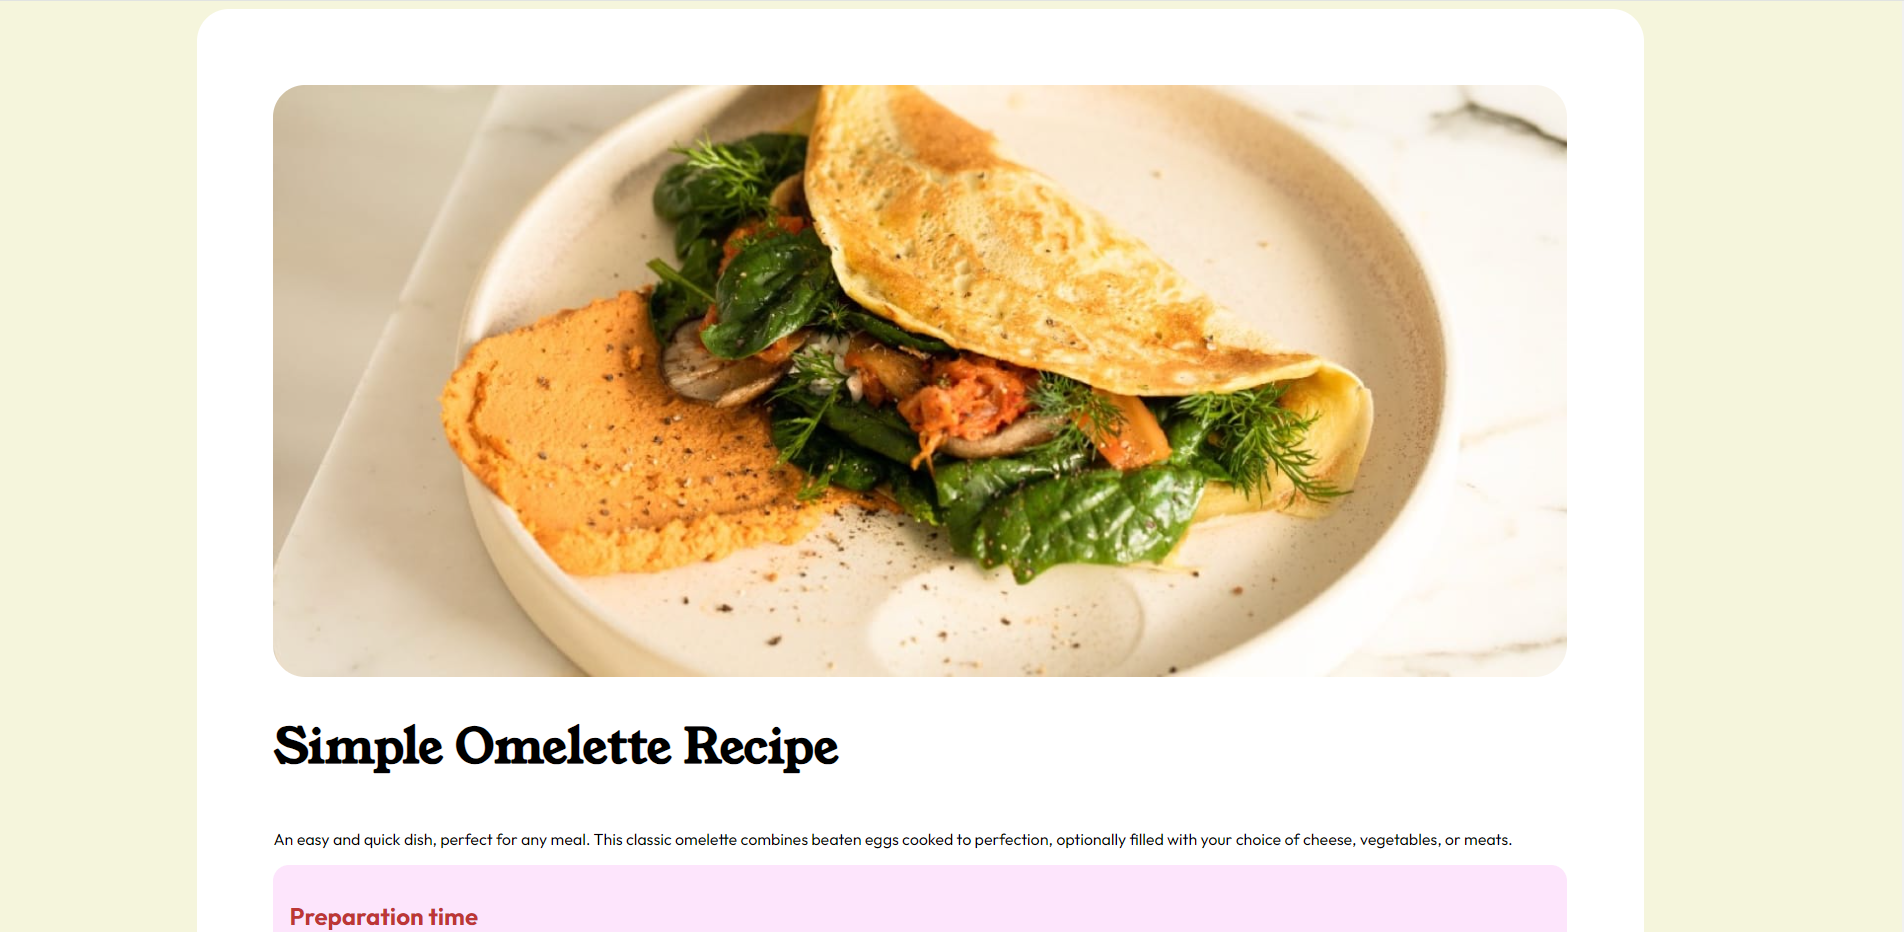 Simple Omelette Recipe
An easy and quick dish, perfect for any meal. This classic omelette combines beaten eggs cooked to perfection, optionally filled with your choice of cheese, vegetables, or meats.
Preparation time